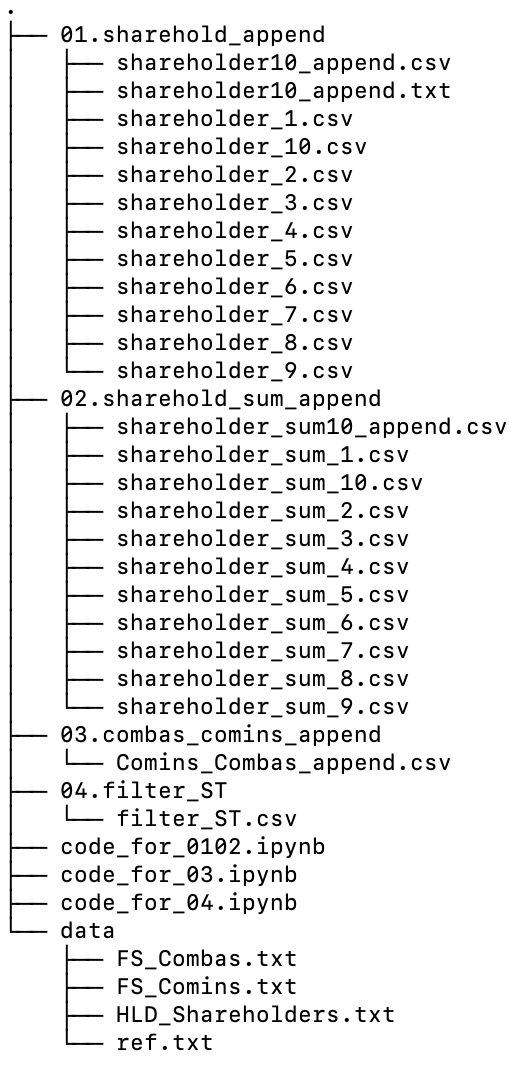 .
├── 01.sharehold_append
│   ├── shareholder10_append.csv
│   ├── shareholder10_append.txt
│   ├── shareholder_1.csv
│   ├── shareholder_10.csv
│   ├── shareholder_2.csv
│   ├── shareholder_3.csv
│   ├── shareholder_4.csv
│   ├── shareholder_5.csv
│   ├── shareholder_6.csv
│   ├── shareholder_7.csv
│   ├── shareholder_8.csv
│   └── shareholder_9.csv
├── 02.sharehold_sum_append
│   ├── shareholder_sum10_append.csv
│   ├── shareholder_sum_1.csv
│   ├── shareholder_sum_10.csv
│   ├── shareholder_sum_2.csv
│   ├── shareholder_sum_3.csv
│   ├── shareholder_sum_4.csv
│   ├── shareholder_sum_5.csv
│   ├── shareholder_sum_6.csv
│   ├── shareholder_sum_7.csv
│   ├── shareholder_sum_8.csv
│   └── shareholder_sum_9.csv
├── 03.combas_comins_append
│   └── Comins_Combas_append.csv
├── 04.filter_ST
│   └── filter_ST.csv
├── code_for_0102.ipynb
├── code_for_03.ipynb
├── code_for_04.ipynb
└── data
    ├── FS_Combas.txt
    ├── FS_Comins.txt
    ├── HLD_Shareholders.txt
    └── ref.txt